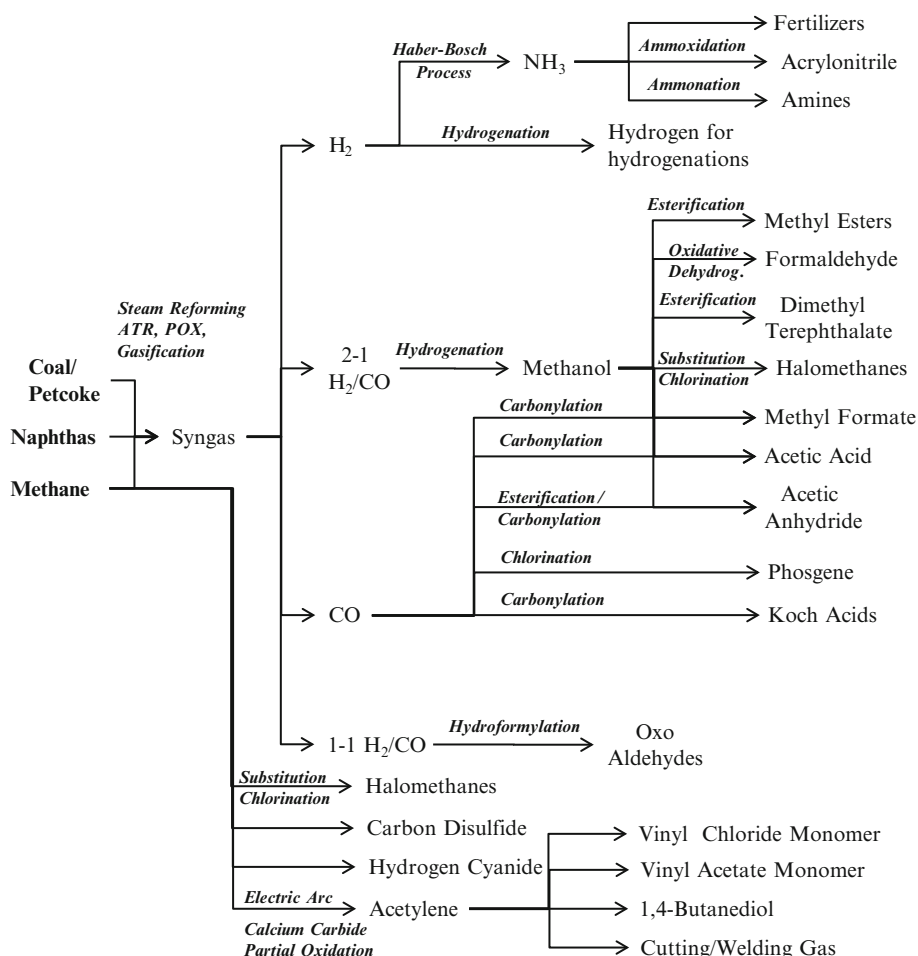 Fertilizers
Haber-Bosch
Process
NH3
Ammoxidation
Acrylonitrile
Ammonation
Amines
H2
Hydrogenation
Hydrogen for
hydrogenations
Esterification
Methyl Esters
Oxidative
Dehydrog.
Formaldehyde
Steam Reforming
ATR, POX,
Gasification
Esterification
Dimethyl
Terephthalate
2-1
H2/CO
Hydrogenation
Methanol
Substitution
Chlorination
Halomethanes
Coal/
Petcoke
Carbonylation
Methyl Formate
Naphthas
Syngas
Carbonylation
Acetic Acid
Methane
Esterification/
Carbonylation
Acetic
Anhydride
Chlorination
Phosgene
CO
Carbonylation
Koch Acids
1-1 H2/CO
Hydroformylation
Oxo
Aldehydes
Substitution
Chlorination
Halomethanes
Carbon Disulfide
Vinyl Chloride Monomer
Hydrogen Cyanide
Vinyl Acetate Monomer
Electric Arc
Calcium Carbide
Partial Oxidation
Acetylene
1,4-Butanediol
Cutting/Welding Gas